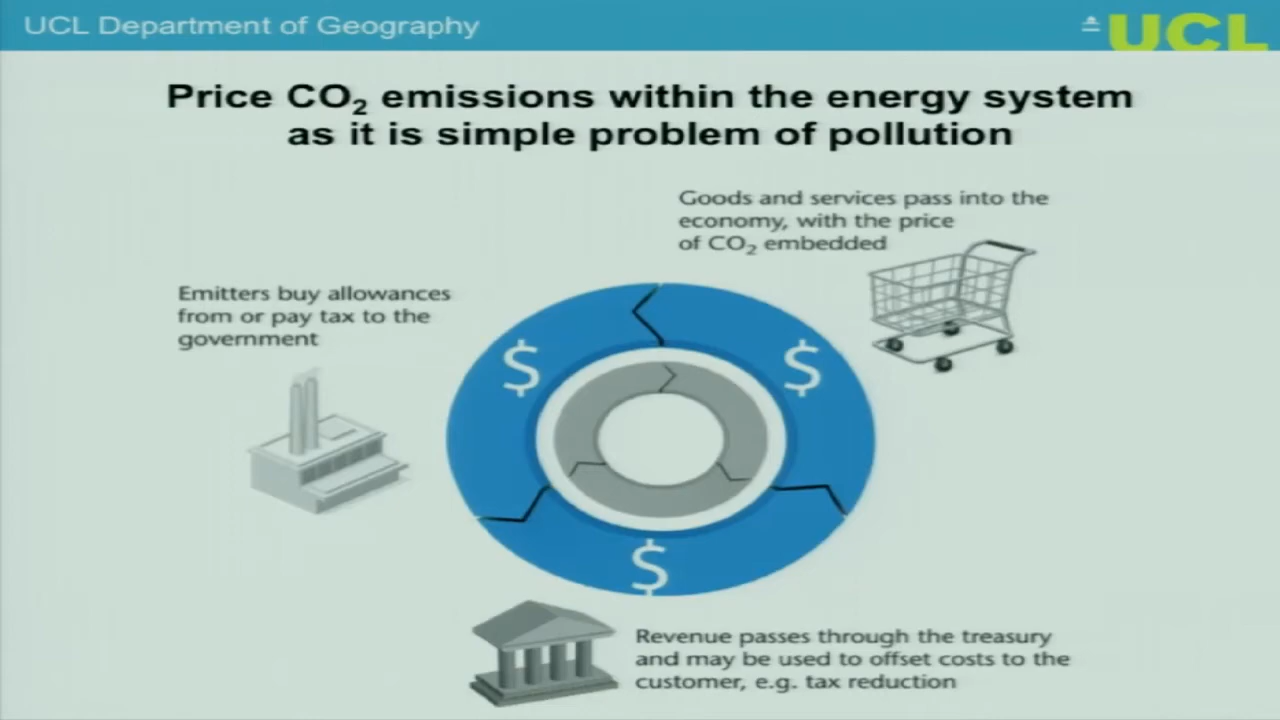 UCL Department of Geography
UCL
Price CO₂ emissions within the energy system
as it is simple problem of pollution
Goods and services pass into the
economy, with the price
of CO₂ embedded
Emitters buy allowances
from or pay tax to the
government
$
$
$
Revenue passes through the treasury
and may be used to offset costs to the
customer, e.g. tax reduction